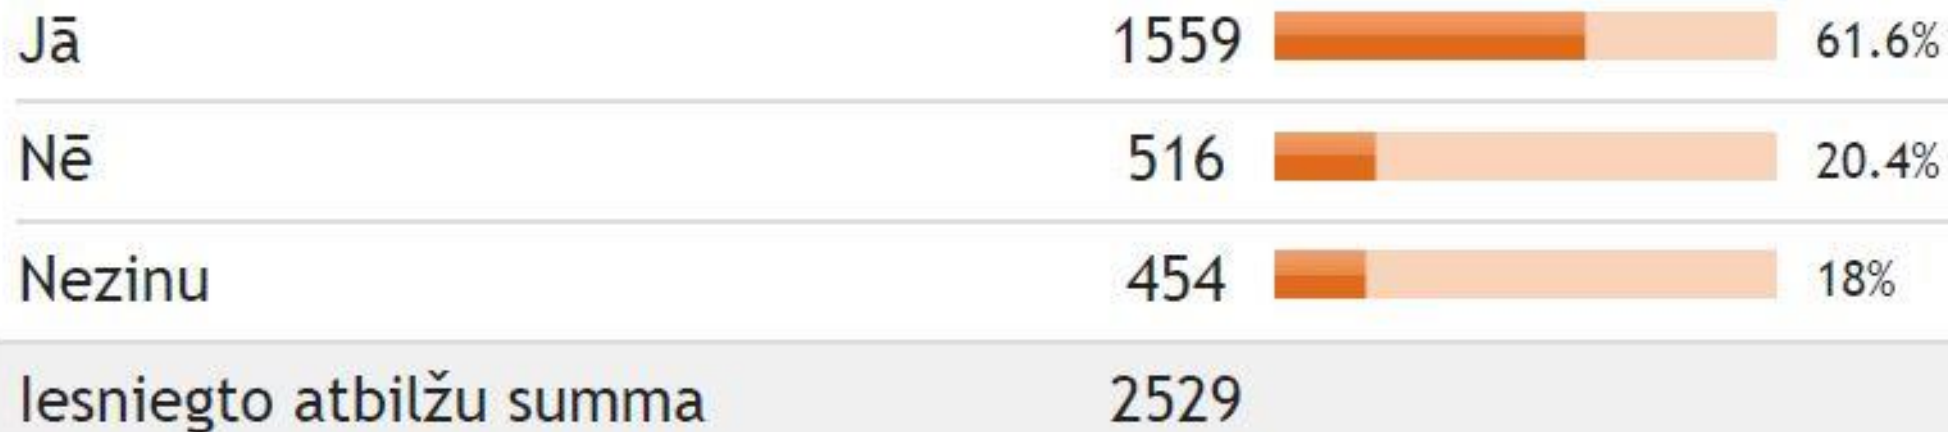 Jā 1559 61.6%
Nē 516 20.4%
Nezinu 454 18%
Iesniegto atbilžu summa 2529